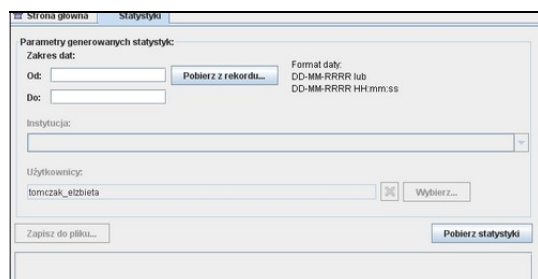 Strona główna Statystyki
Parametry generowanych statystyk:
Zakres dat:
Od:
Pobierz z rekordu...
Do:
Format daty:
DD-MM-RRRR lub
DD-MM-RRRR HH:mm:ss
Instytucja:
Użytkownicy:
tomczak_elzbieta
Wybierz...
Zapisz do pliku...
Pobierz statystyki